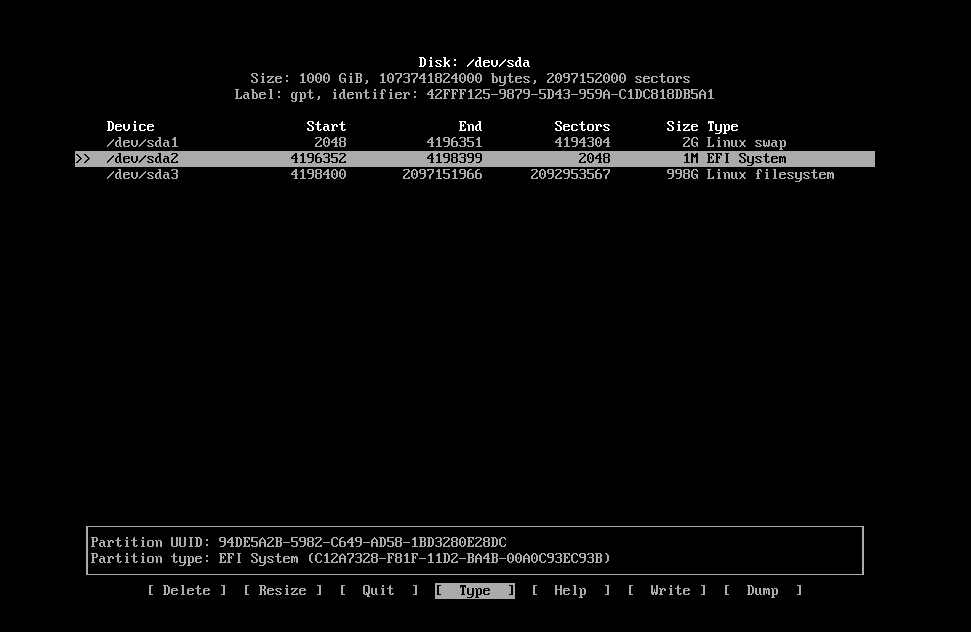 Disk: /dev/sda
Size: 1000 GiB, 1073741824000 bytes, 2097152000 sectors
Label: gpt, identifier: 42FFF125-9879-5D43-959A-C1DC818DB5A1
Device Start End Sectors Size Type
/dev/sda1 2048 4196351 4194304 2G Linux swap
>> /dev/sda2 4196352 4198399 2048 1M EFI System
/dev/sda3 4198400 2097151966 2092953567 998G Linux filesystem
Partition UUID: 94DE5A2B-5982-C649-AD58-1BD3280E28DC
Partition type: EFI System (C12A7328-F81F-11D2-BA4B-00A0C93EC93B)
[ Delete ] [ Resize ] [ Quit ] [ Type ] [ Help ] [ Write ] [ Dump ]